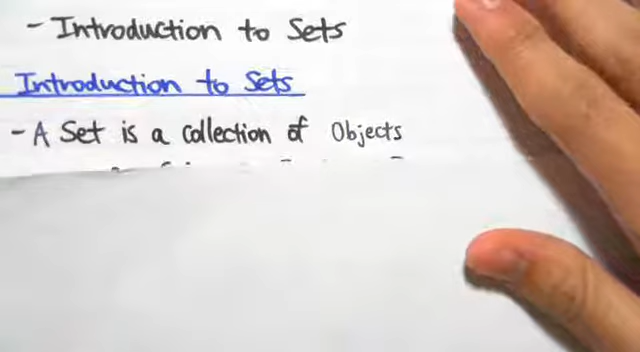 - Introduction to Sets
Introduction to Sets
- A Set is a collection of Objects